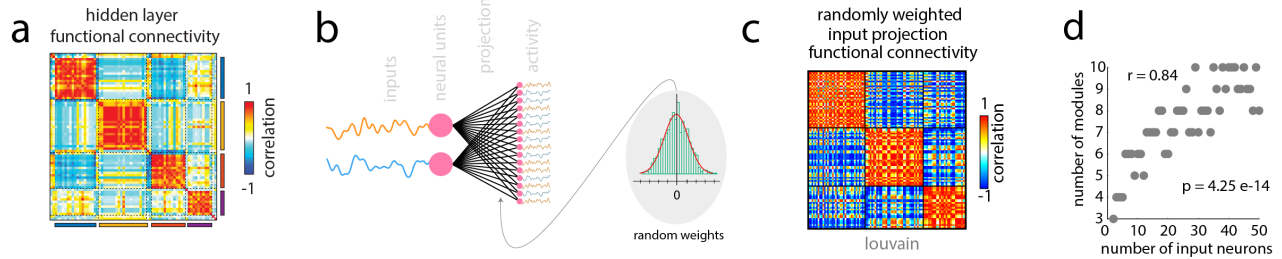 a
hidden layer
functional connectivity
1
correlation
-1
b
inputs
neural units
projection
activity
0
random weights
c
randomly weighted
input projection
functional connectivity
1
correlation
-1
louvain
d
number of modules
10
9
8
7
6
5
4
3
r = 0.84
p = 4.25 e-14
0 10 20 30 40 50
number of input neurons